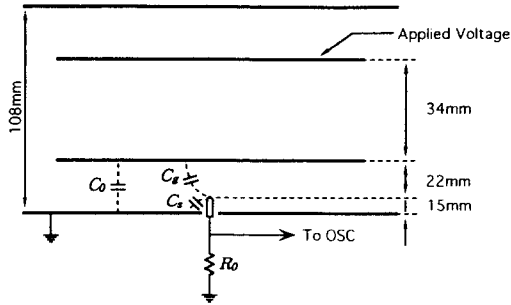 Applied Voltage
108mm
34mm
C0
Cg
22mm
Cs
15mm
To OSC
R0